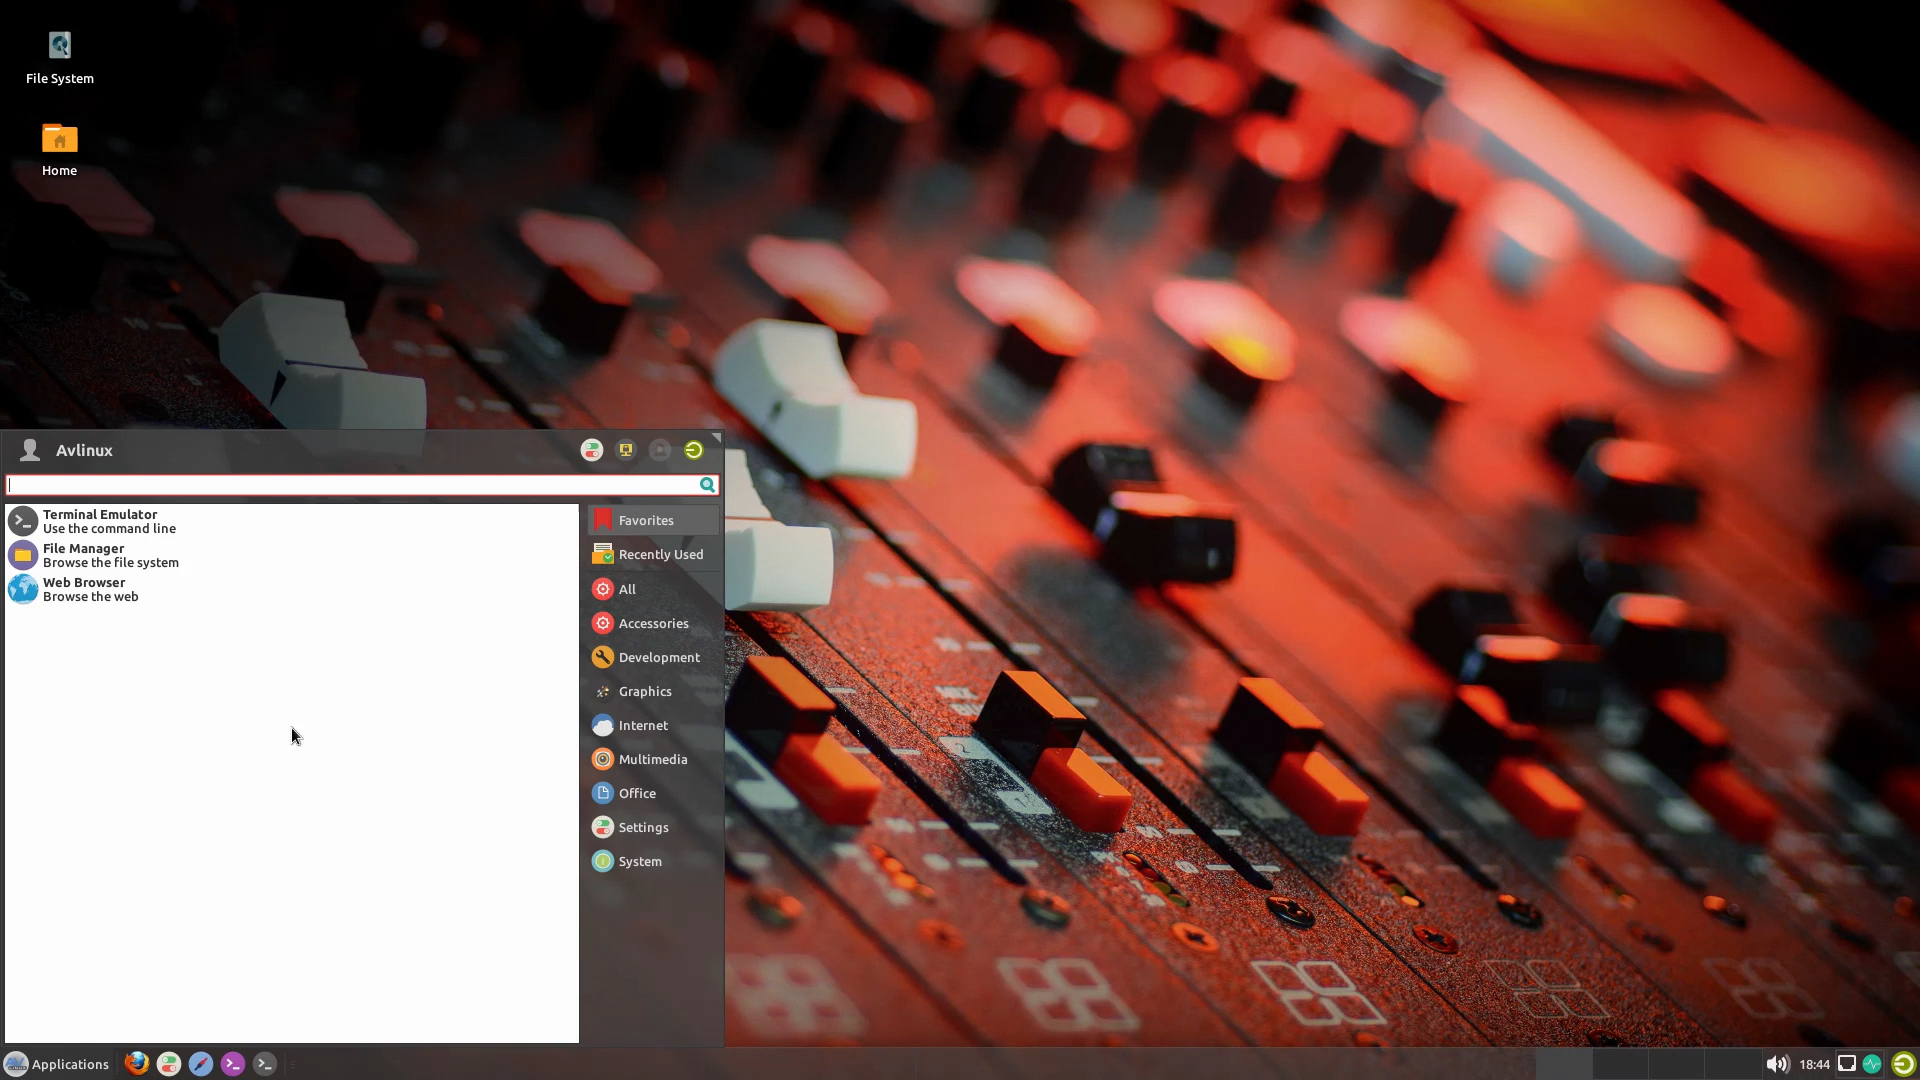 File System
Home
Avlinux
Terminal Emulator
Use the command line
File Manager
Browse the file system
Web Browser
Browse the web
Favorites
Recently Used
All
Accessories
Development
Graphics
Internet
Multimedia
Office
Settings
System
Applications
18:44